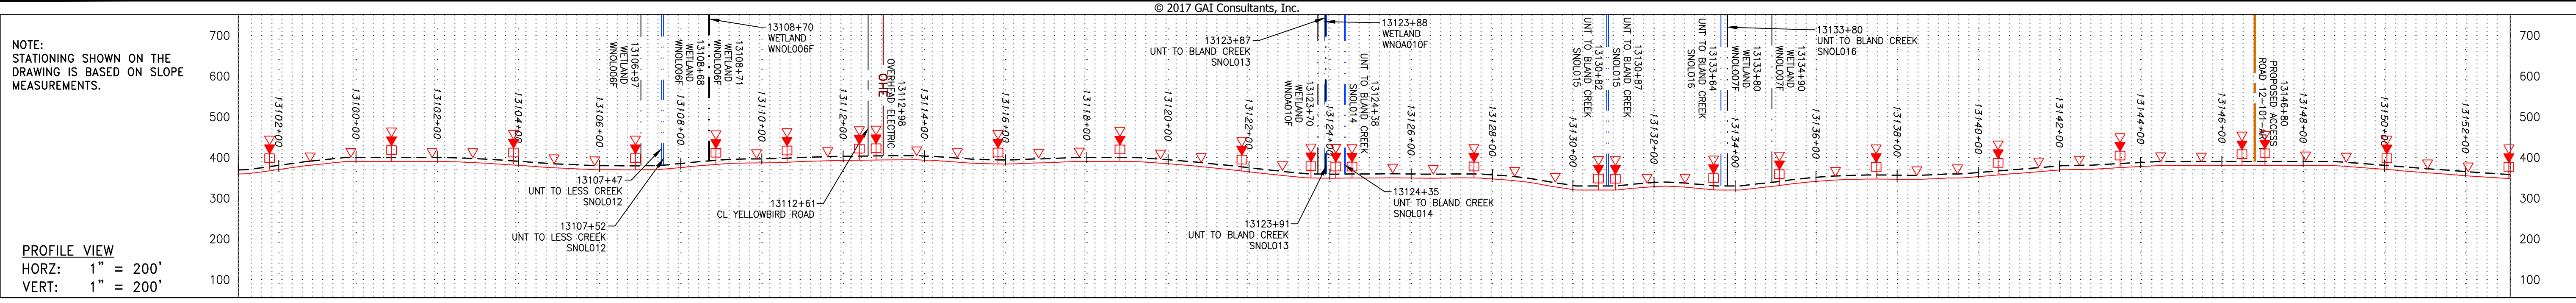 © 2017 GAI Consultants, Inc.
NOTE:
STATIONING SHOWN ON THE
DRAWING IS BASED ON SLOPE
MEASUREMENTS.
PROFILE VIEW
HORZ: 1" = 200'
VERT: 1" = 200'
700
600
500
400
300
200
100
13102+00
13100+00
13102+00
13104+00
13106+00
13108+00
13110+00
13112+00
13114+00
13116+00
13118+00
13120+00
13122+00
13124+00
13126+00
13128+00
13130+00
13132+00
13134+00
13136+00
13138+00
13140+00
13142+00
13144+00
13146+00
13148+00
13150+00
13152+00
13106+97
WETLAND
WNOL006F
13107+47
UNT TO LESS CREEK
SNOL012
13107+52
UNT TO LESS CREEK
SNOL012
13108+68
WETLAND
WNOL006F
13108+71
WETLAND
WNOL006F
13108+70
WETLAND
WNOL006F
13112+61
CL YELLOWBIRD ROAD
13112+98
OVERHEAD ELECTRIC
OHE
13123+87
UNT TO BLAND CREEK
SNOL013
13123+70
WETLAND
WNOA010F
13123+91
UNT TO BLAND CREEK
SNOL013
13123+88
WETLAND
WNOA010F
13124+38
UNT TO BLAND CREEK
SNOL014
13124+35
UNT TO BLAND CREEK
SNOL014
13130+82
UNT TO BLAND CREEK
SNOL015
13130+87
UNT TO BLAND CREEK
SNOL015
13133+64
UNT TO BLAND CREEK
SNOL016
13133+80
WETLAND
WNOL007F
13134+90
WETLAND
WNOL007F
13133+80
UNT TO BLAND CREEK
SNOL016
13146+80
PROPOSED ACCESS
700
600
500
400
300
200
100